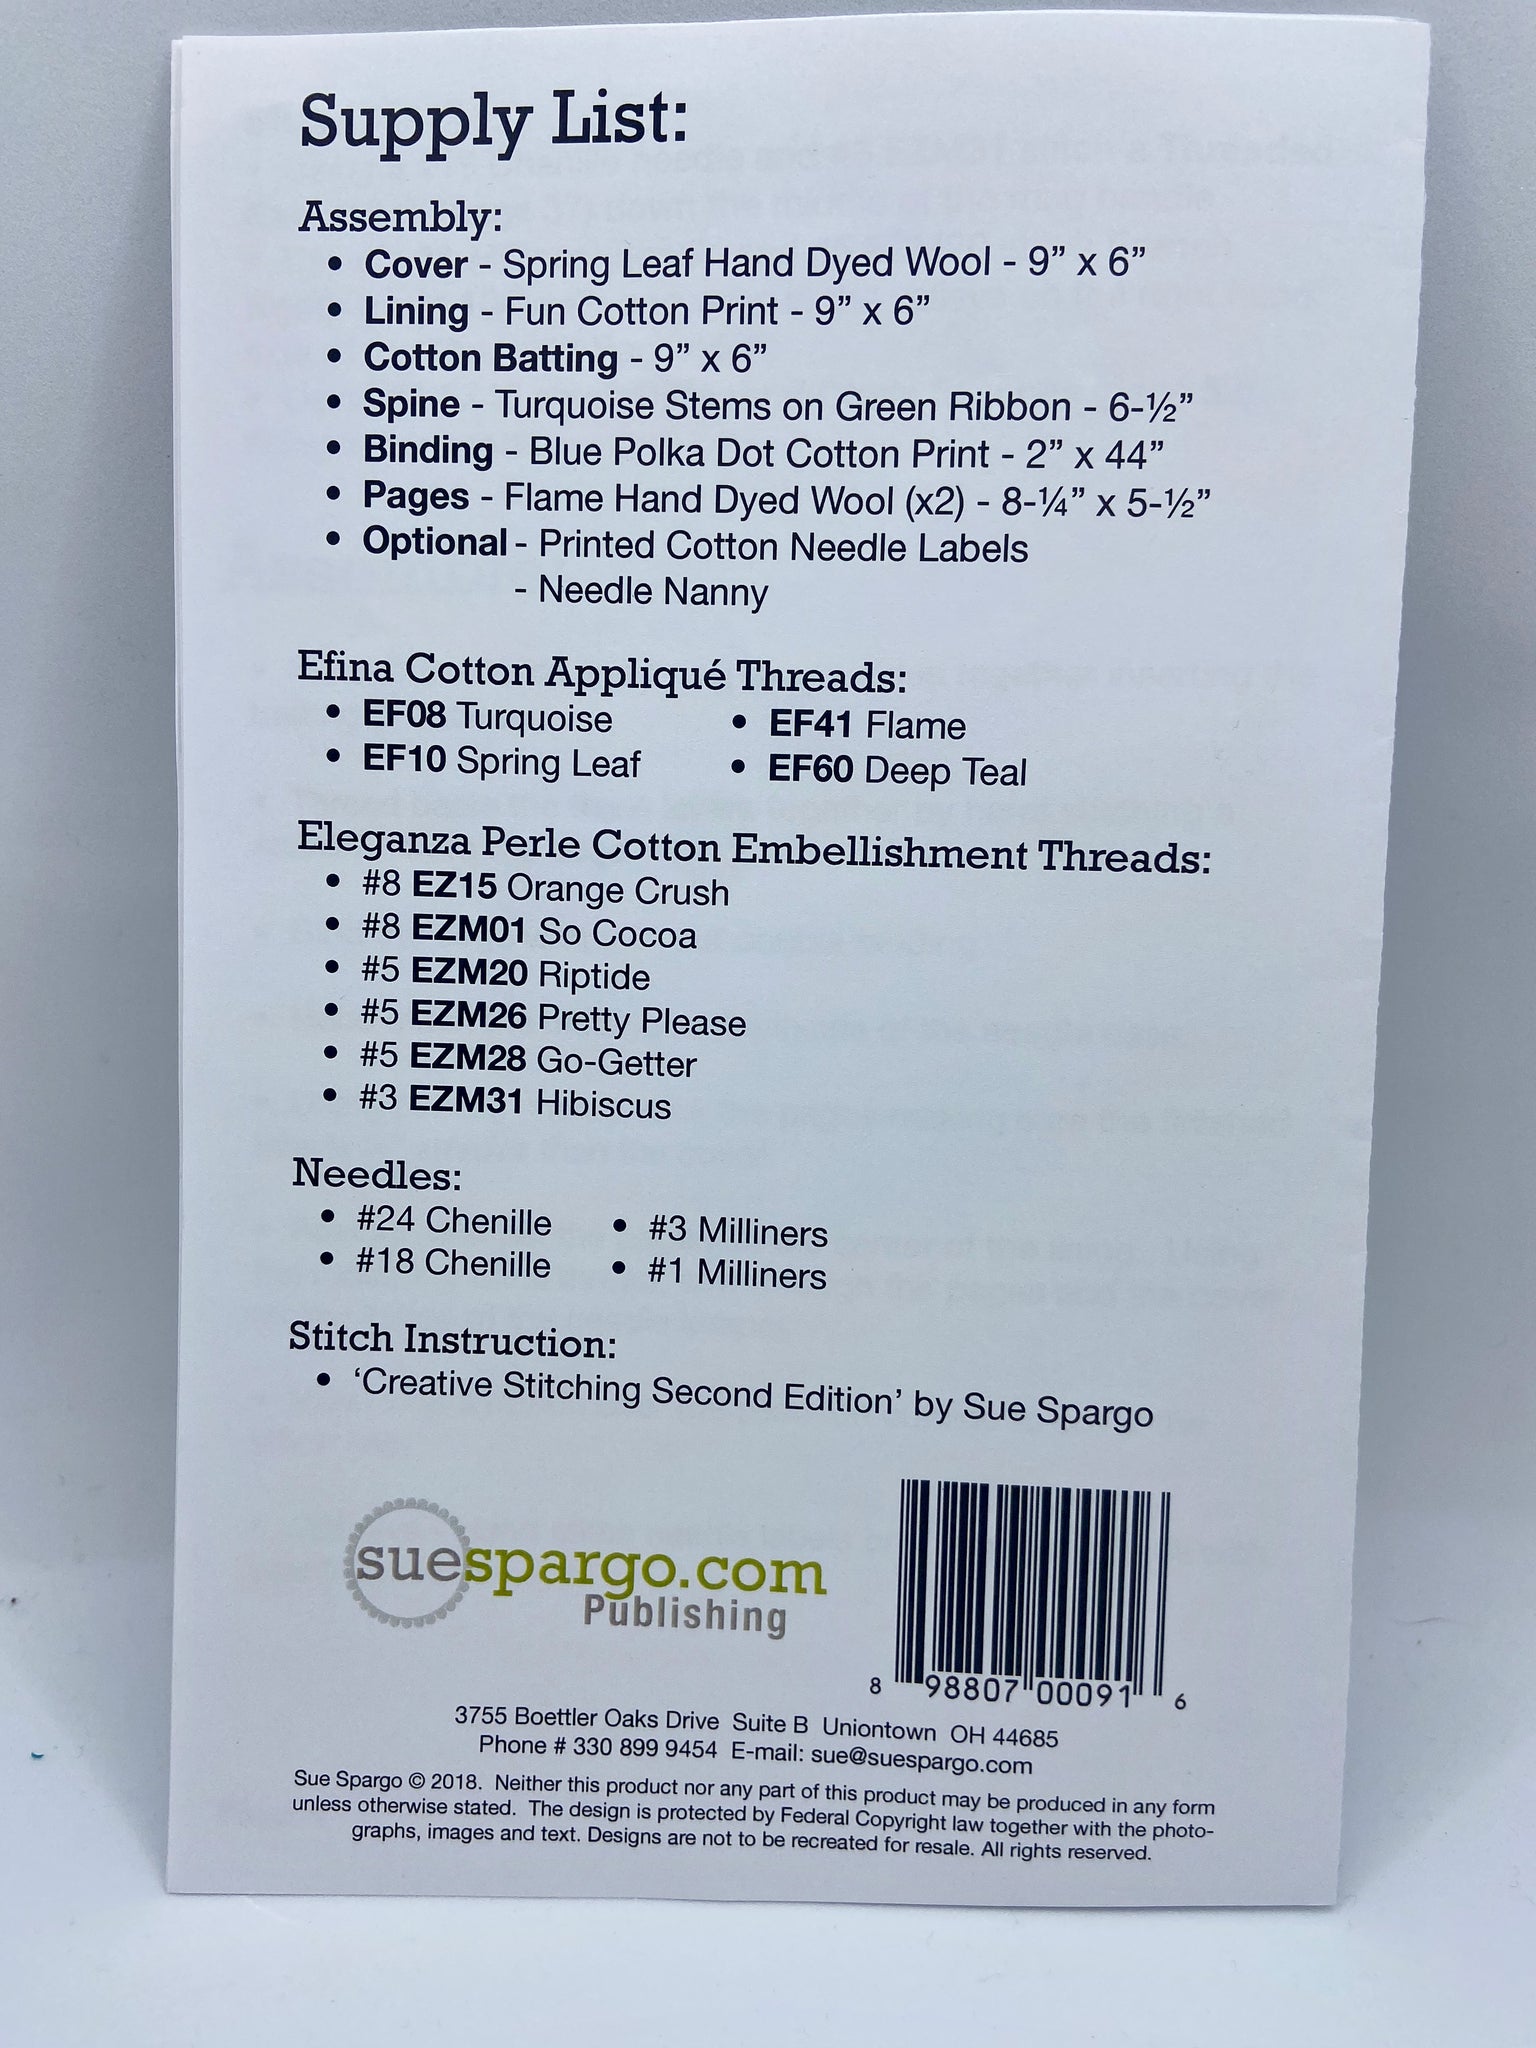 Supply List:
Assembly:
• Cover - Spring Leaf Hand Dyed Wool - 9” x 6”
• Lining - Fun Cotton Print - 9” x 6”
• Cotton Batting - 9” x 6”
• Spine - Turquoise Stems on Green Ribbon - 6-½”
• Binding - Blue Polka Dot Cotton Print - 2” x 44”
• Pages - Flame Hand Dyed Wool (x2) - 8-¼” x 5-½”
• Optional - Printed Cotton Needle Labels
- Needle Nanny
Efina Cotton Appliqué Threads:
• EF08 Turquoise
• EF10 Spring Leaf
• EF41 Flame
• EF60 Deep Teal
Eleganza Perle Cotton Embellishment Threads:
• #8 EZ15 Orange Crush
• #8 EZM01 So Cocoa
• #5 EZM20 Riptide
• #5 EZM26 Pretty Please
• #5 EZM28 Go-Getter
• #3 EZM31 Hibiscus
Needles:
• #24 Chenille
• #18 Chenille
• #3 Milliners
• #1 Milliners
Stitch Instruction:
• ‘Creative Stitching Second Edition’ by Sue Spargo
suespargo.com
Publishing
8 98807 00091 6
3755 Boettler Oaks Drive Suite B Uniontown OH 44685
Phone # 330 899 9454 E-mail: sue@suespargo.com
Sue Spargo © 2018. Neither this product nor any part of this product may be produced in any form
unless otherwise stated. The design is protected by Federal Copyright law together with the photo-
graphs, images and text. Designs are not to be recreated for resale. All rights reserved.